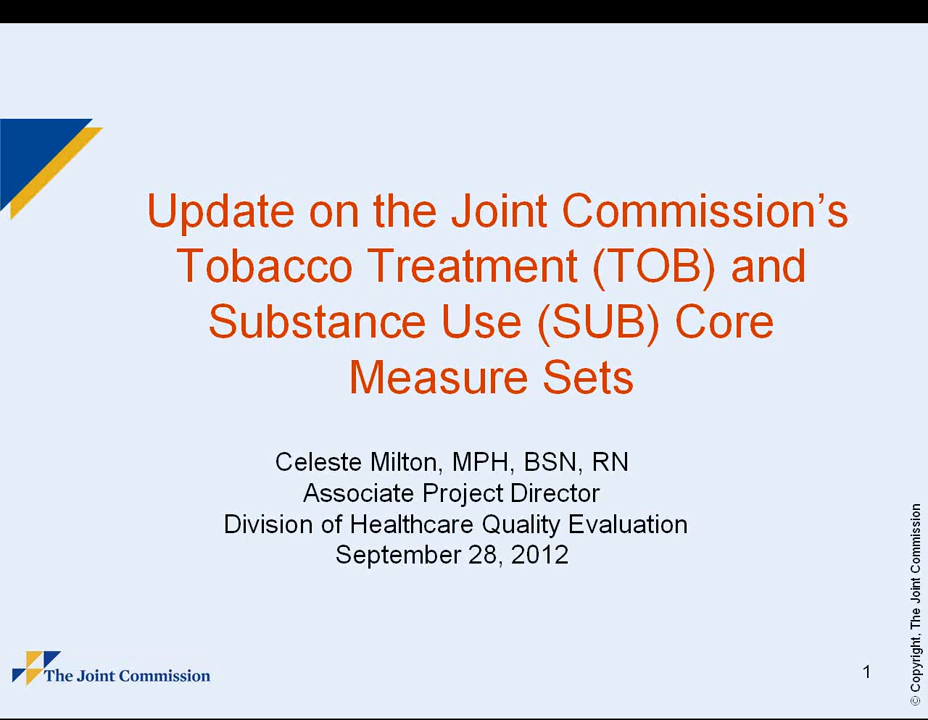 Update on the Joint Commission's
Tobacco Treatment (TOB) and
Substance Use (SUB) Core
Measure Sets
Celeste Milton, MPH, BSN, RN
Associate Project Director
Division of Healthcare Quality Evaluation
September 28, 2012
© Copyright, The Joint Commission
The Joint Commission
1